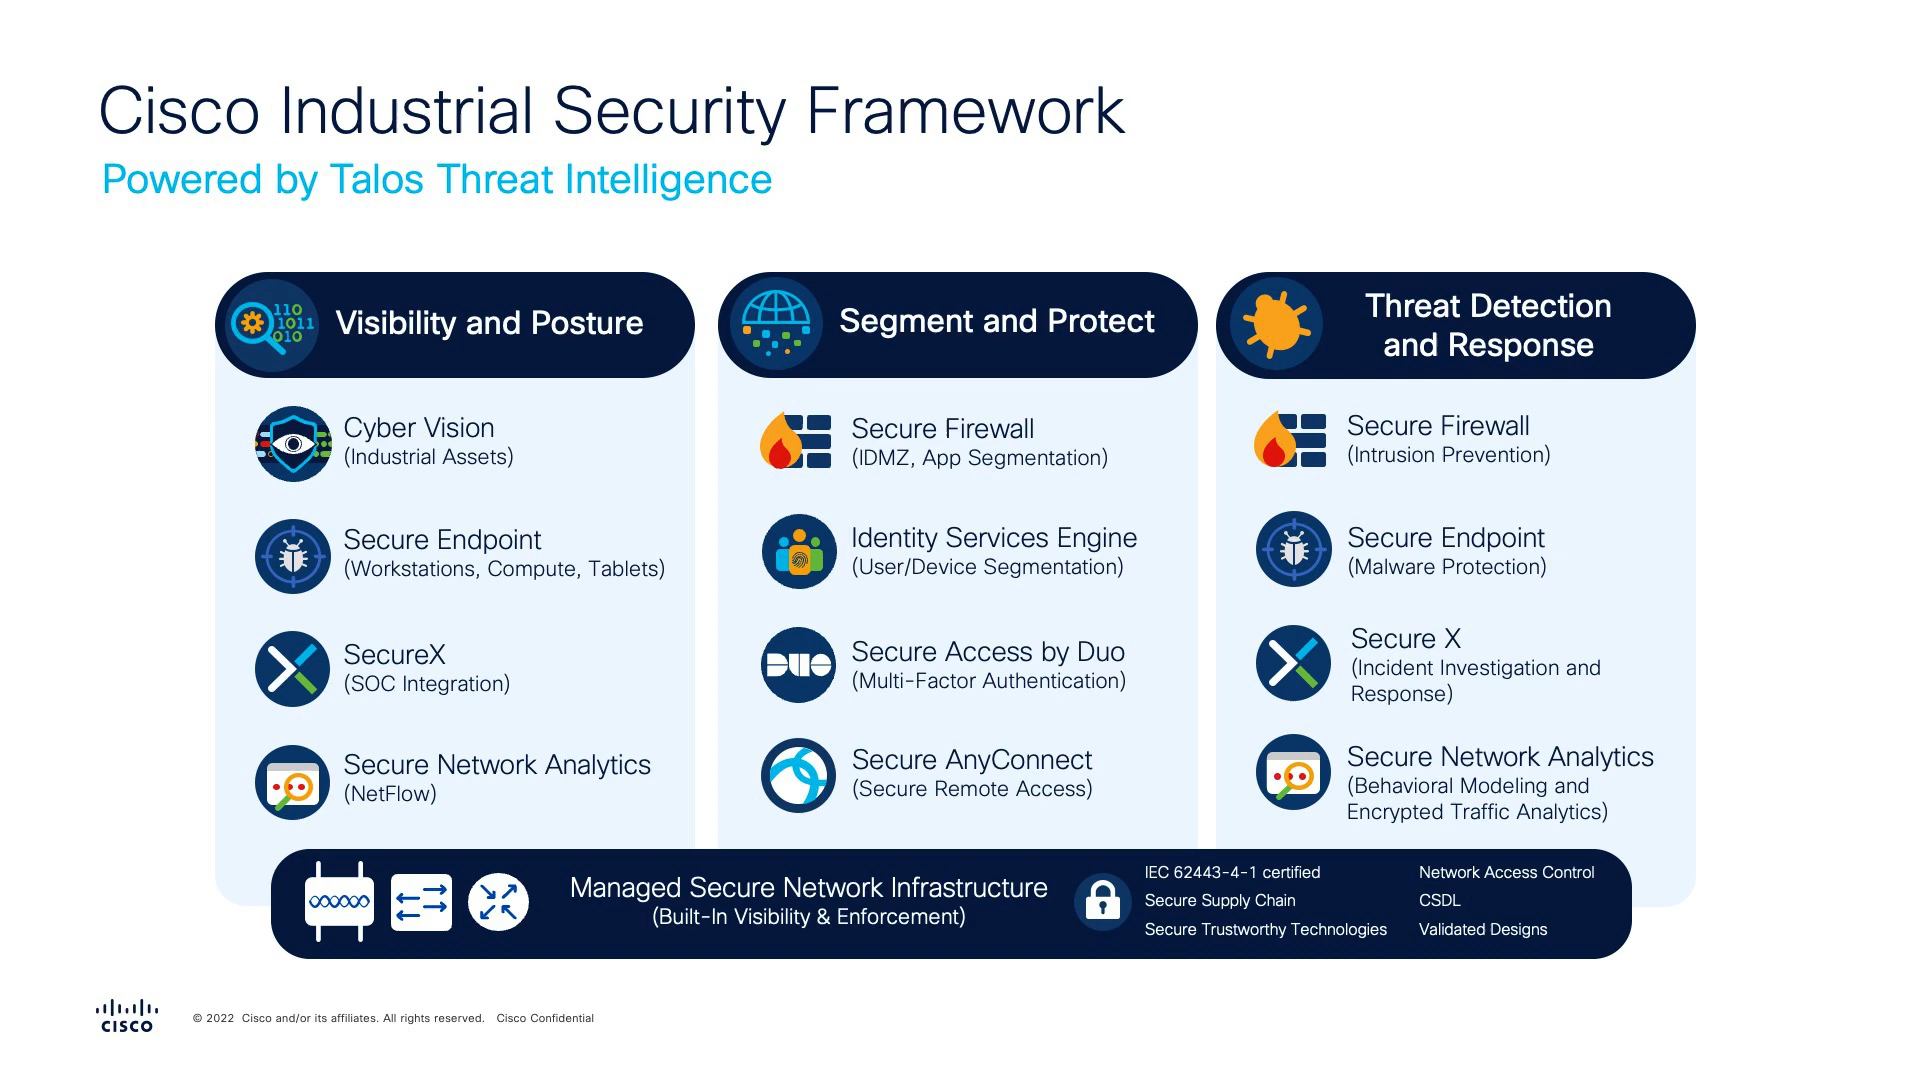 Cisco Industrial Security Framework
Powered by Talos Threat Intelligence
110
1011
010
Visibility and Posture
Cyber Vision
(Industrial Assets)
Secure Endpoint
(Workstations, Compute, Tablets)
SecureX
(SOC Integration)
Secure Network Analytics
(NetFlow)
Segment and Protect
Secure Firewall
(IDMZ, App Segmentation)
Identity Services Engine
(User/Device Segmentation)
DUO
Secure Access by Duo
(Multi-Factor Authentication)
Secure AnyConnect
(Secure Remote Access)
Threat Detection
and Response
Secure Firewall
(Intrusion Prevention)
Secure Endpoint
(Malware Protection)
Secure X
(Incident Investigation and
Response)
Secure Network Analytics
(Behavioral Modeling and
Encrypted Traffic Analytics)
Managed Secure Network Infrastructure
(Built-In Visibility & Enforcement)
IEC 62443-4-1 certified
Secure Supply Chain
Secure Trustworthy Technologies
Network Access Control
CSDL
Validated Designs
CISCO
© 2022 Cisco and/or its affiliates. All rights reserved. Cisco Confidential